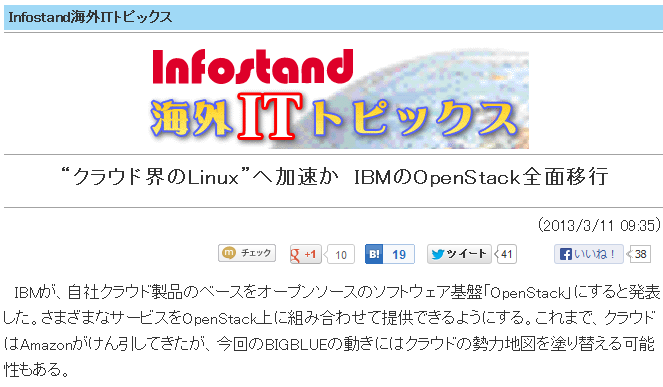 Infostand海外ITトピックス
Infostand
海外ITトピックス
“クラウド界のLinux”へ加速か　IBMのOpenStack全面移行
(2013/3/11 09:35)
m チェック g +1 10 B! 19 ツイート 41 f いいね! 38
IBMが、自社クラウド製品のベースをオープンソースのソフトウェア基盤「OpenStack」にすると発表
した。さまざまなサービスをOpenStack上に組み合わせて提供できるようにする。これまで、クラウド
はAmazonがけん引してきたが、今回のBIGBLUEの動きにはクラウドの勢力地図を塗り替える可能
性もある。